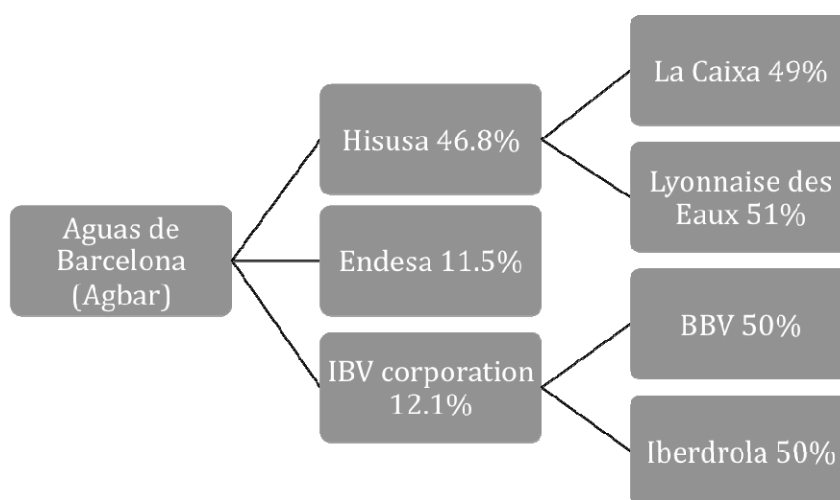 Aguas de
Barcelona
(Agbar)
Hisusa 46.8%
Endesa 11.5%
IBV corporation
12.1%
La Caixa 49%
Lyonnaise des
Eaux 51%
BBV 50%
Iberdrola 50%